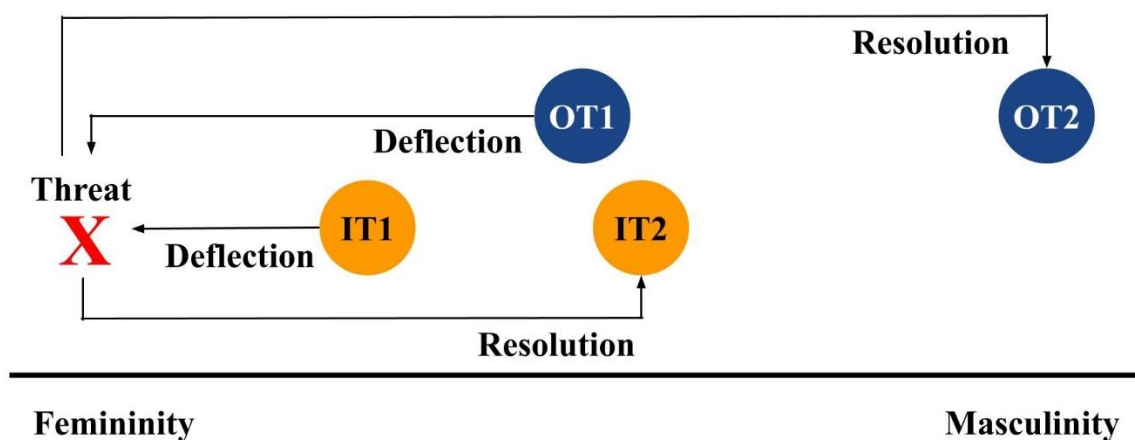 Resolution
OT1
OT2
Deflection
Threat
X
IT1
IT2
Deflection
Resolution
Femininity
Masculinity